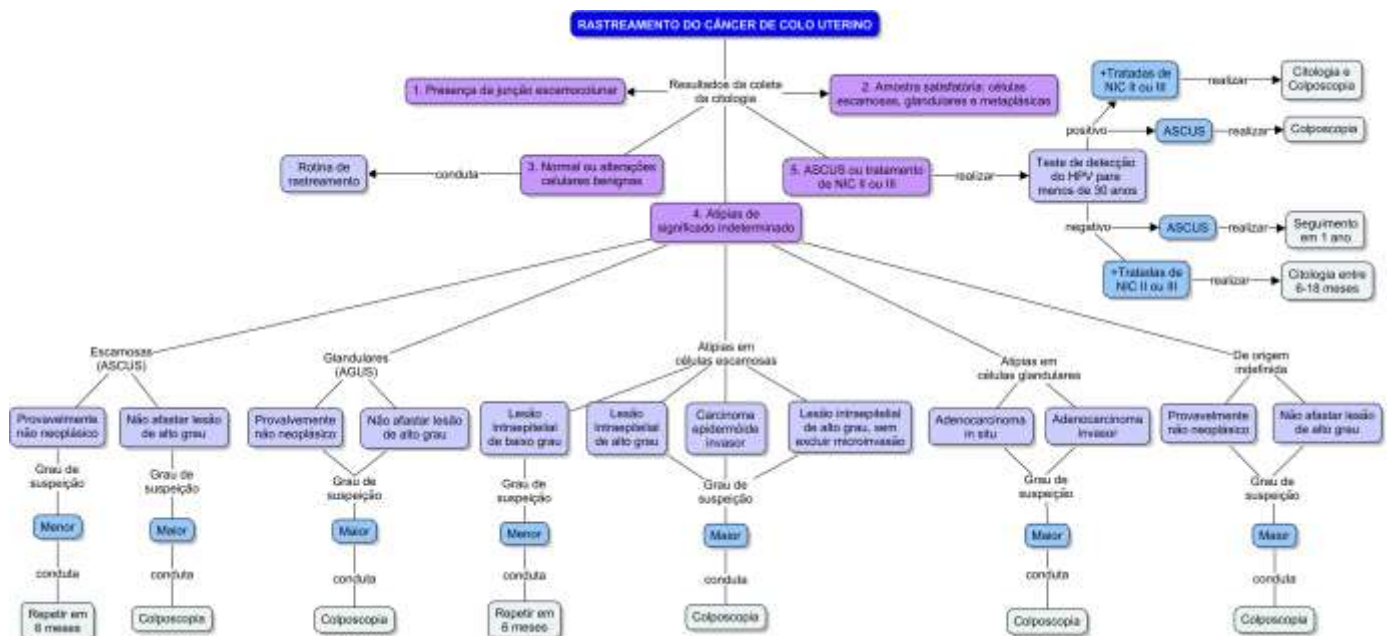 RASTREAMENTO DO CÂNCER DE COLO UTERINO
1. Presença da junção escamocolunar
Resultados da coleta
da citologia
2. Amostra satisfatória: células
escamosas, glandulares e metaplásicas
+Tratadas de
NIC II ou III
realizar
Citologia e
Colposcopia
positivo
ASCUS
realizar
Colposcopia
Rotina de
rastreamento
conduta
3. Normal ou alterações
celulares benignas
5. ASCUS ou tratamento
de NIC II ou III
realizar
Teste de detecção
do HPV para
menos de 30 anos
4. Atipias de
significado indeterminado
negativo
ASCUS
realizar
Seguimento
em 1 ano
+Tratadas de
NIC II ou III
realizar
Citologia entre
6-18 meses
Escamosas
(ASCUS)
Glandulares
(AGUS)
Atipias em
células escamosas
Atipias em
células glandulares
De origem
indefinida
Provavelmente
não neoplásico
Não afastar lesão
de alto grau
Provalvemente
não neoplásico
Não afastar lesão
de alto grau
Lesão
intraepitelial
de baixo grau
Lesão
intraepitelial
de alto grau
Carcinoma
epidermóide
invasor
Lesão intraepitelial
de alto grau, sem
excluir microinvasão
Adenocarcinoma
in situ
Adenocarcinoma
invasor
Provavelmente
não neoplásico
Não afastar lesão
de alto grau
Grau de
suspeição
Grau de
suspeição
Grau de
suspeição
Grau de
suspeição
Grau de
suspeição
Grau de
suspeição
Grau de
suspeição
Menor
Maior
Maior
Menor
Maior
Maior
Maior
conduta
conduta
conduta
conduta
conduta
conduta
conduta
Repetir em
6 meses
Colposcopia
Colposcopia
Repetir em
6 meses
Colposcopia
Colposcopia
Colposcopia